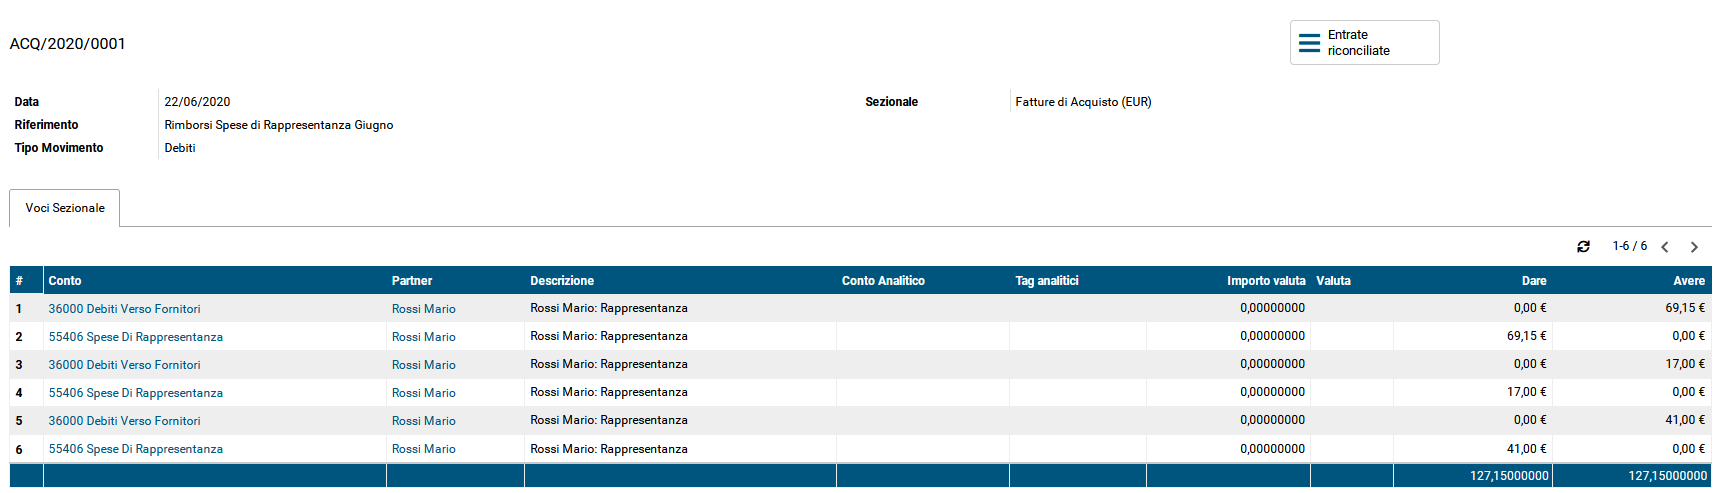 ACQ/2020/0001
Entrate
riconciliate
Data 22/06/2020 Sezionale Fatture di Acquisto (EUR)
Riferimento Rimborsi Spese di Rappresentanza Giugno
Tipo Movimento Debiti
Voci Sezionale
1-6 / 6
# Conto Partner Descrizione Conto Analitico Tag analitici Importo valuta Valuta Dare Avere
1 36000 Debiti Verso Fornitori Rossi Mario Rossi Mario: Rappresentanza 0,00000000 0,00 € 69,15 €
2 55406 Spese Di Rappresentanza Rossi Mario Rossi Mario: Rappresentanza 0,00000000 69,15 € 0,00 €
3 36000 Debiti Verso Fornitori Rossi Mario Rossi Mario: Rappresentanza 0,00000000 0,00 € 17,00 €
4 55406 Spese Di Rappresentanza Rossi Mario Rossi Mario: Rappresentanza 0,00000000 17,00 € 0,00 €
5 36000 Debiti Verso Fornitori Rossi Mario Rossi Mario: Rappresentanza 0,00000000 0,00 € 41,00 €
6 55406 Spese Di Rappresentanza Rossi Mario Rossi Mario: Rappresentanza 0,00000000 41,00 € 0,00 €
127,15000000 127,15000000